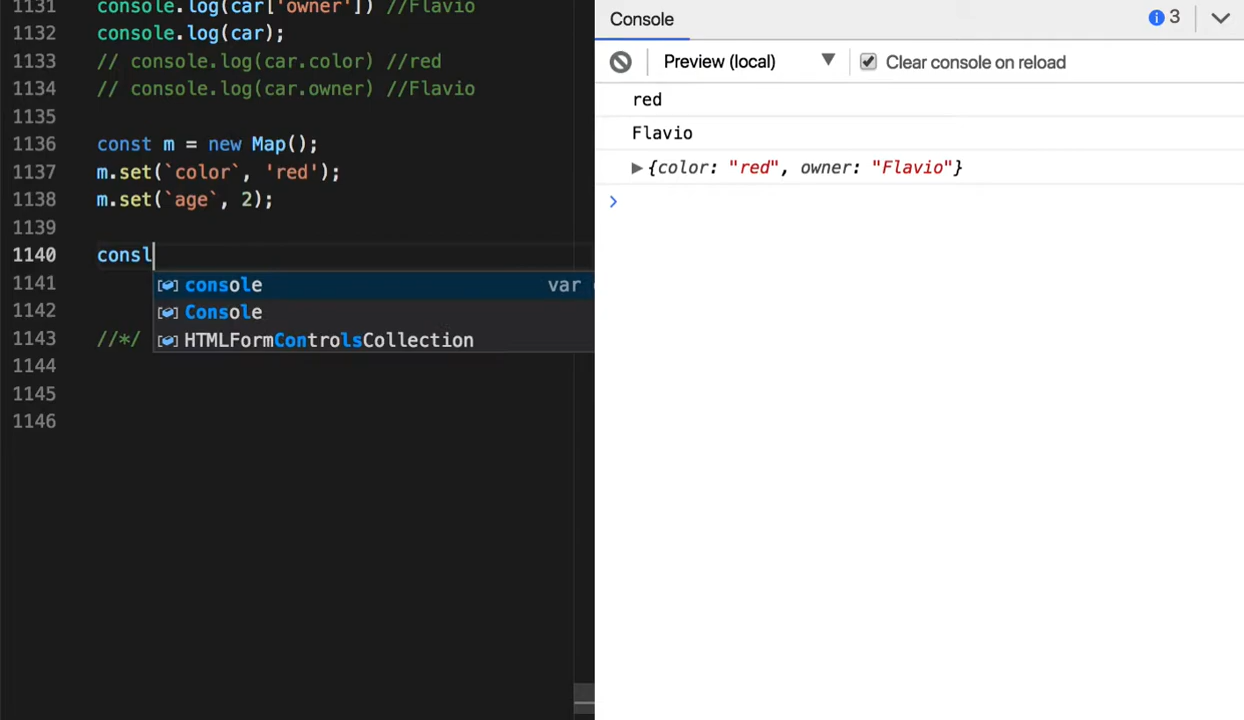 1131 console.log(car['owner']) //Flavio
1132 console.log(car);
1133 // console.log(car.color) //red
1134 // console.log(car.owner) //Flavio
1135
1136 const m = new Map();
1137 m.set(`color`, 'red');
1138 m.set(`age`, 2);
1139
1140 consl
console var
Console
HTMLFormControlsCollection
1141
1142
1143 //*/
1144
1145
1146
Console 3
Preview (local) ▼ Clear console on reload
red
Flavio
▶ {color: "red", owner: "Flavio"}
>